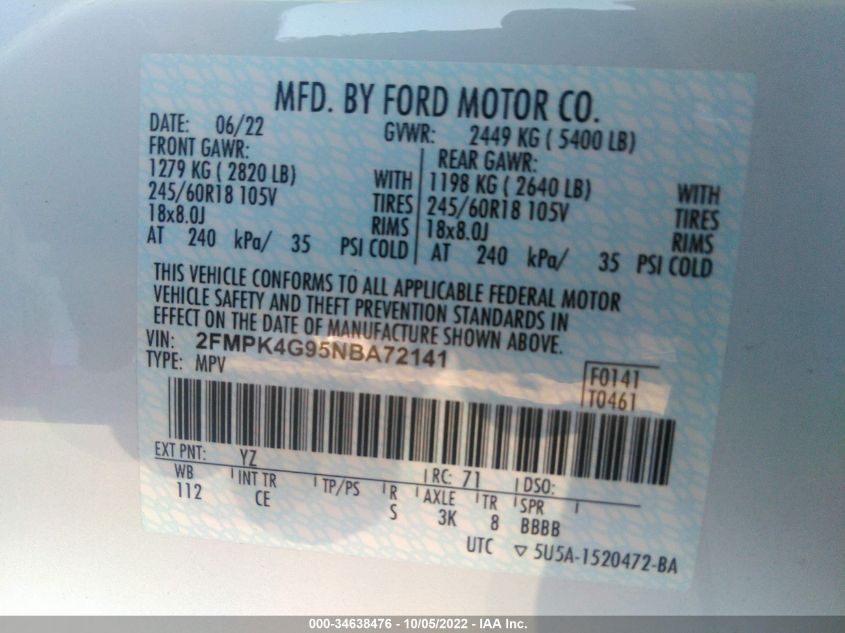 MFD. BY FORD MOTOR CO.
DATE: 06/22 GVWR: 2449 KG ( 5400 LB)
FRONT GAWR: REAR GAWR:
1279 KG ( 2820 LB) WITH 1198 KG ( 2640 LB) WITH
245/60R18 105V TIRES 245/60R18 105V TIRES
18x8.0J RIMS 18x8.0J RIMS
AT 240 kPa/ 35 PSI COLD AT 240 kPa/ 35 PSI COLD
THIS VEHICLE CONFORMS TO ALL APPLICABLE FEDERAL MOTOR
VEHICLE SAFETY AND THEFT PREVENTION STANDARDS IN
EFFECT ON THE DATE OF MANUFACTURE SHOWN ABOVE.
VIN: 2FMPK4G95NBA72141
TYPE: MPV F0141
T0461
EXT PNT: YZ RC: 71 DSO:
WB INT TR TP/PS R AXLE TR SPR
112 CE S 3K 8 BBBB
UTC ▽ 5U5A-1520472-BA
000-34638476 - 10/05/2022 - IAA Inc.